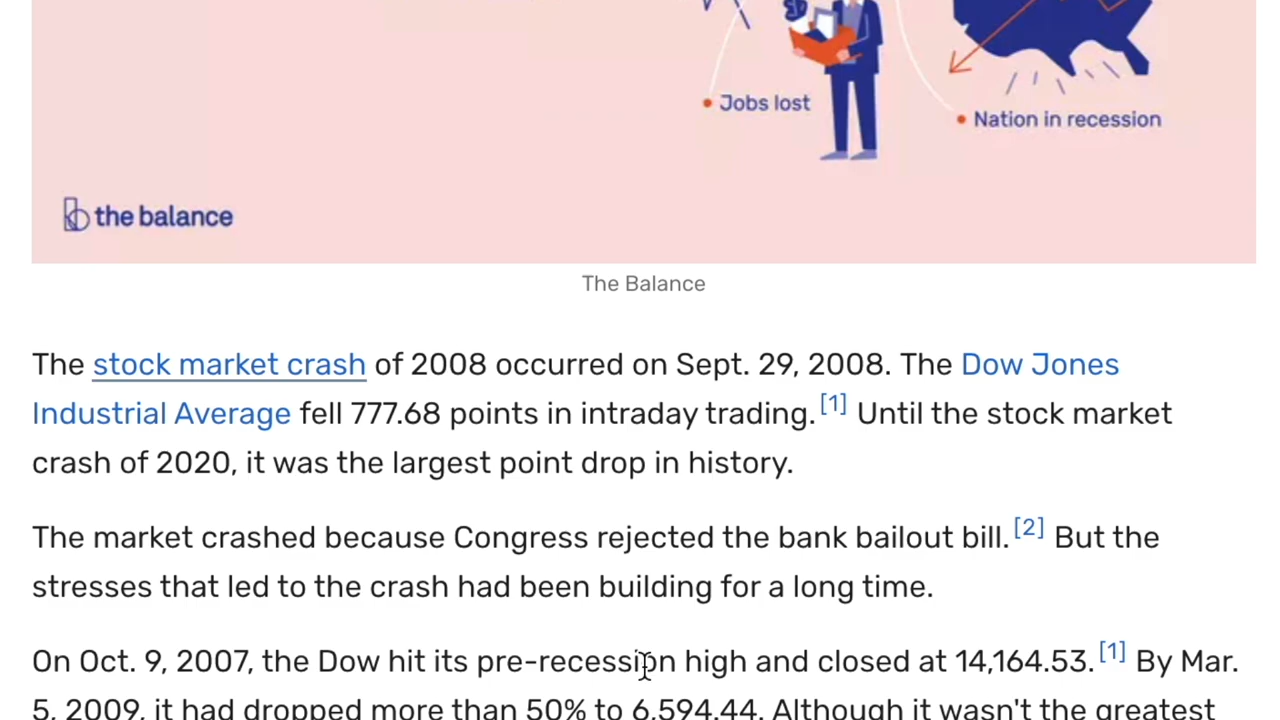 Jobs lost
Nation in recession
the balance
The Balance
The stock market crash of 2008 occurred on Sept. 29, 2008. The Dow Jones
Industrial Average fell 777.68 points in intraday trading.[1] Until the stock market
crash of 2020, it was the largest point drop in history.
The market crashed because Congress rejected the bank bailout bill.[2] But the
stresses that led to the crash had been building for a long time.
On Oct. 9, 2007, the Dow hit its pre-recession high and closed at 14,164.53.[1] By Mar.
5, 2009, it had dropped more than 50% to 6,594.44. Although it wasn't the greatest